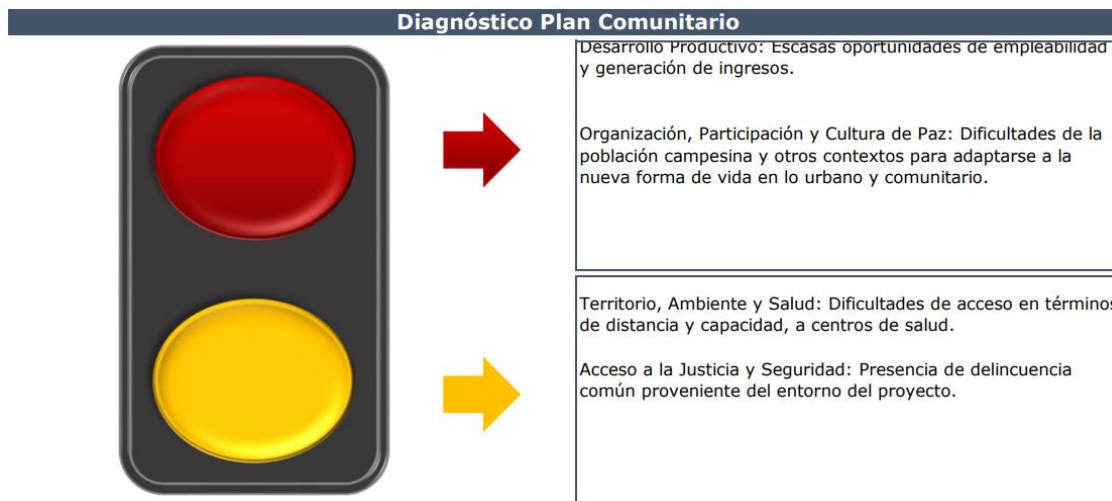 Diagnóstico Plan Comunitario
Desarrollo Productivo: Escasas oportunidades de empleabilidad
y generación de ingresos.
Organización, Participación y Cultura de Paz: Dificultades de la
población campesina y otros contextos para adaptarse a la
nueva forma de vida en lo urbano y comunitario.
Territorio, Ambiente y Salud: Dificultades de acceso en términos
de distancia y capacidad, a centros de salud.
Acceso a la Justicia y Seguridad: Presencia de delincuencia
común proveniente del entorno del proyecto.